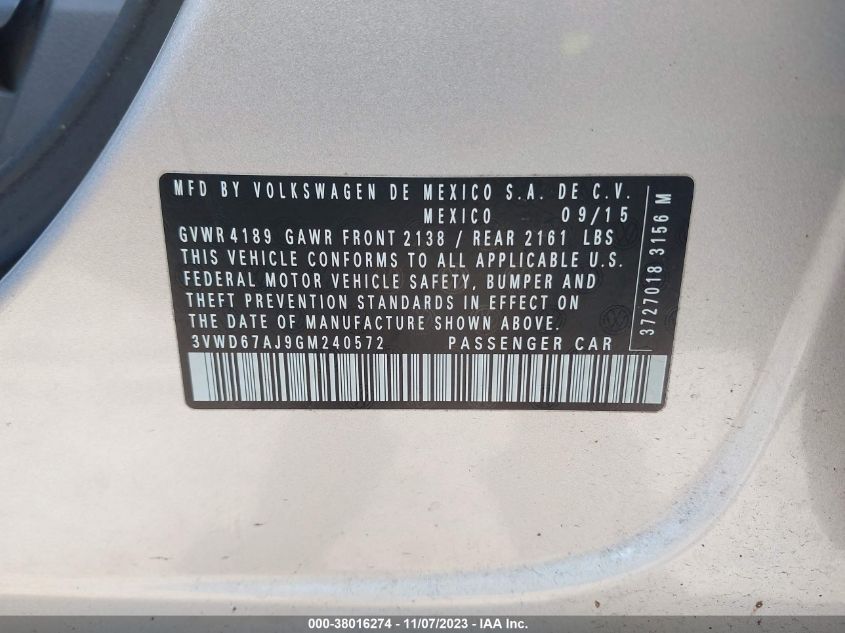 MFD BY VOLKSWAGEN DE MEXICO S.A. DE C.V.
MEXICO 09/15
GVWR 4189 GAWR FRONT 2138 / REAR 2161 LBS
THIS VEHICLE CONFORMS TO ALL APPLICABLE U.S.
FEDERAL MOTOR VEHICLE SAFETY, BUMPER AND
THEFT PREVENTION STANDARDS IN EFFECT ON
THE DATE OF MANUFACTURE SHOWN ABOVE.
3VWD67AJ9GM240572 PASSENGER CAR
3727018 3156 M
000-38016274 - 11/07/2023 - IAA Inc.